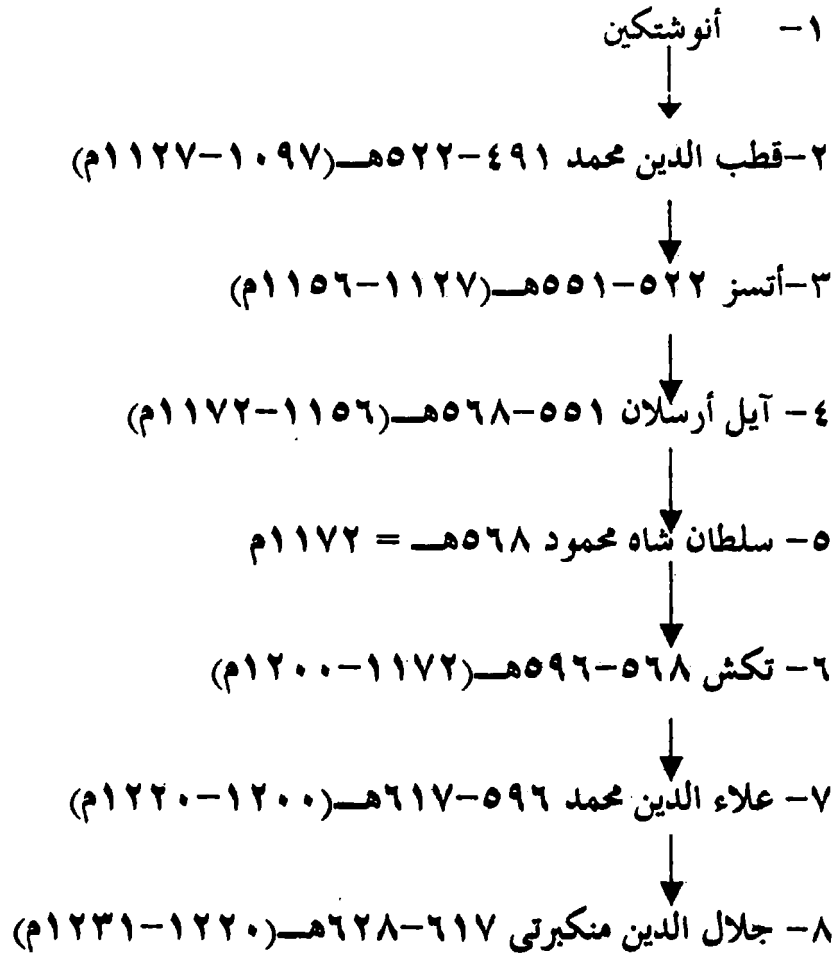 ١- أنوشتكين
٢-قطب الدين محمد ٤٩١-٥٢٢هـ(١٠٩٧-١١٢٧م)
٣-أتسز ٥٢٢-٥٥١هـ(١١٢٧-١١٥٦م)
٤- آيل أرسلان ٥٥١-٥٦٨هـ(١١٥٦-١١٧٢م)
٥- سلطان شاه محمود ٥٦٨هـ = ١١٧٢م
٦- تكش ٥٦٨-٥٩٦هـ(١١٧٢-١٢٠٠م)
٧- علاء الدين محمد ٥٩٦-٦١٧هـ(١٢٠٠-١٢٢٠م)
٨- جلال الدين منكبرتى ٦١٧-٦٢٨هـ(١٢٢٠-١٢٣١م)